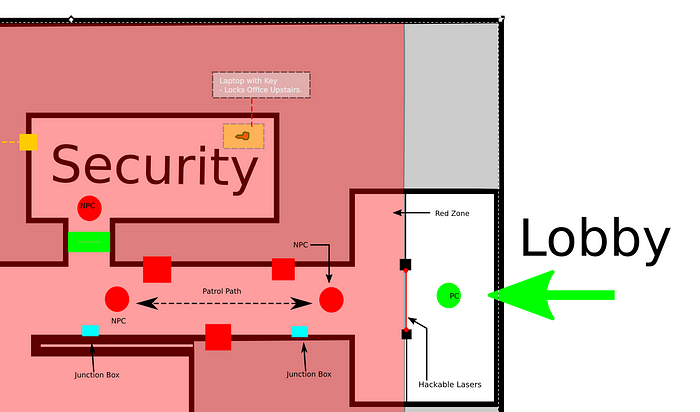 Laptop with Key
- Locks Office Upstairs.
Security
NPC
Red Zone
Lobby
NPC
PC
Patrol Path
NPC
Junction Box
Junction Box
Hackable Lasers